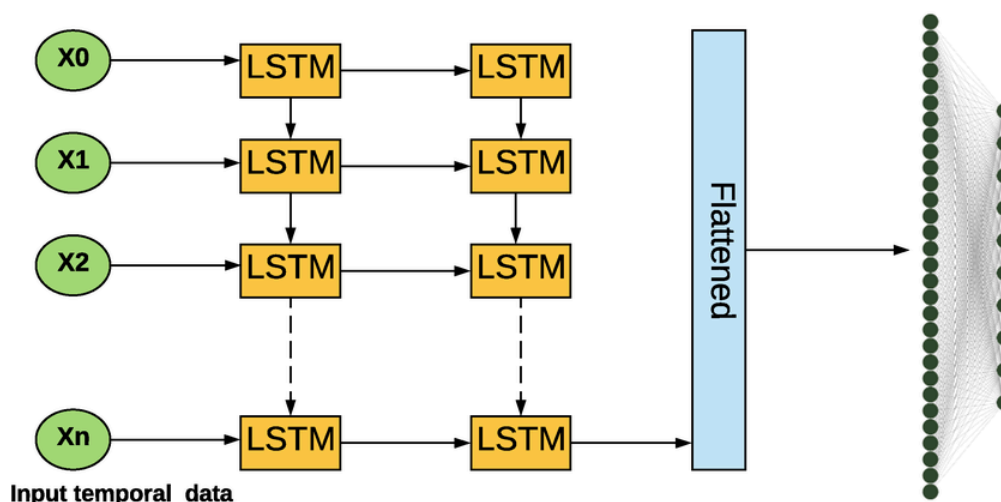 X0
LSTM
LSTM
X1
LSTM
LSTM
X2
LSTM
LSTM
Flattened
Xn
LSTM
LSTM
Input temporal data